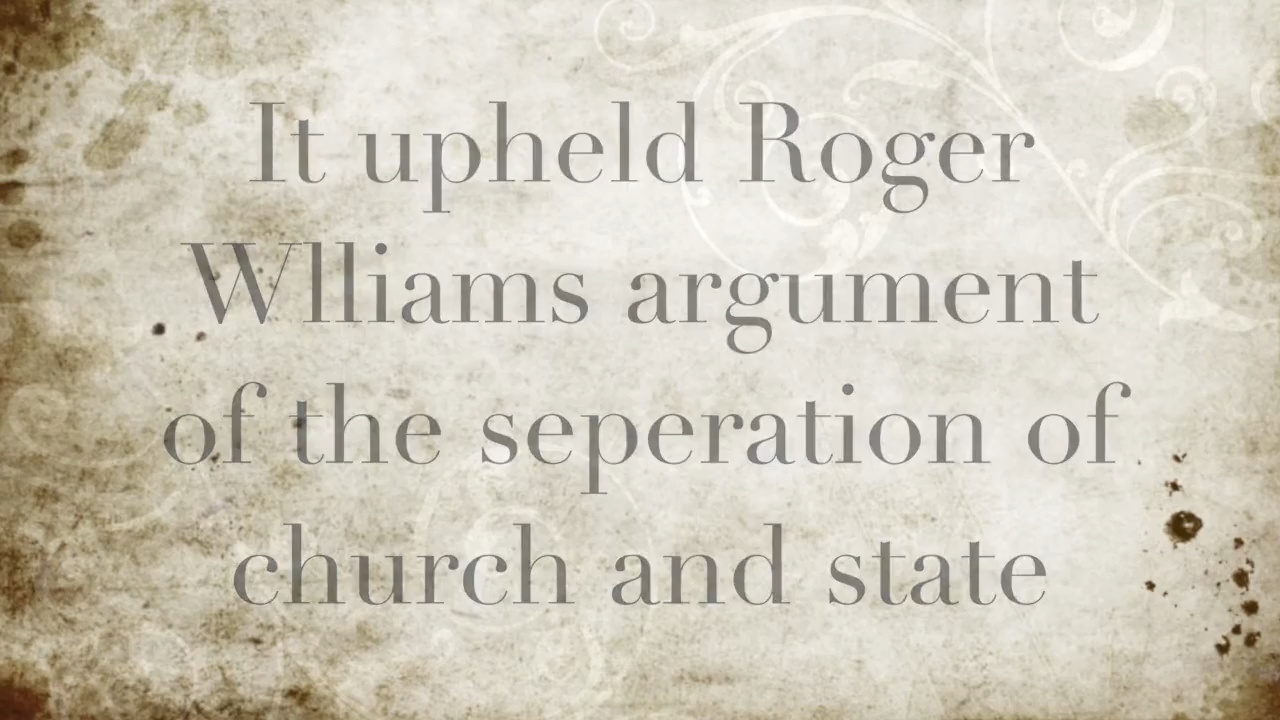 It upheld Roger
Wlliams argument
of the seperation of
church and state